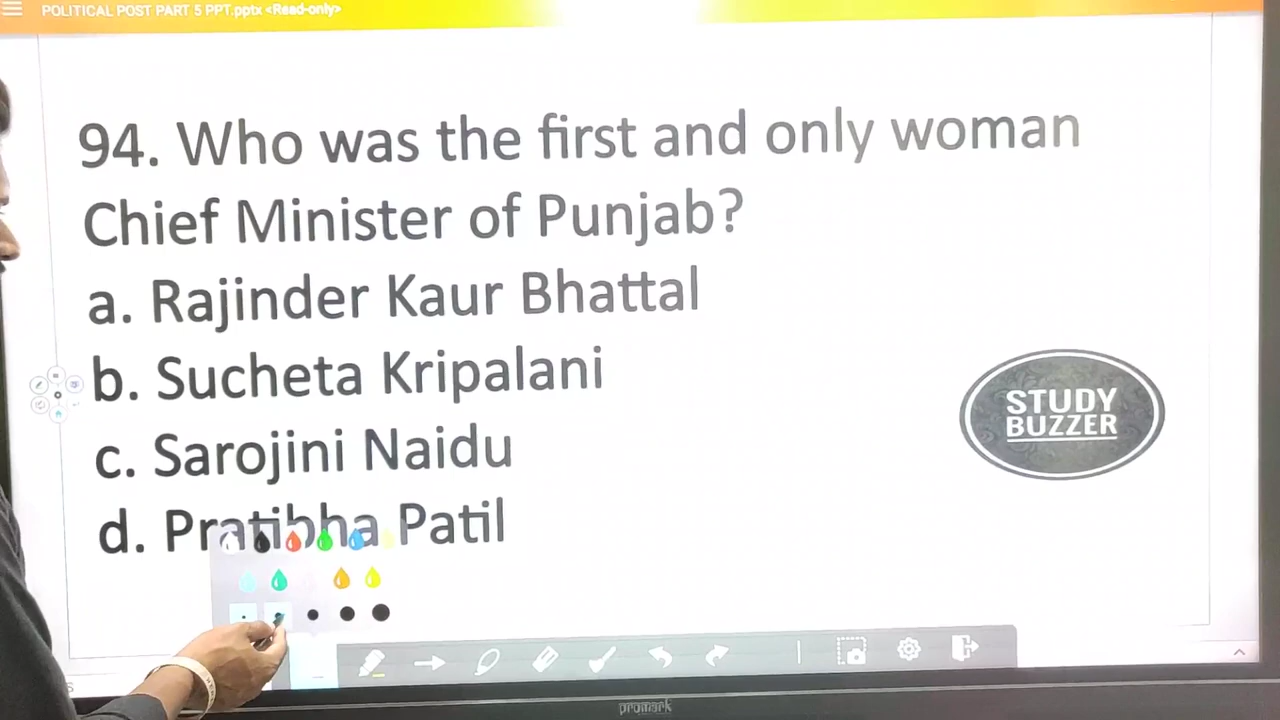 POLITICAL POST PART 5 PPT.pptx <Read-only>
94. Who was the first and only woman
Chief Minister of Punjab?
a. Rajinder Kaur Bhattal
b. Sucheta Kripalani
c. Sarojini Naidu
d. Pratibha Patil
STUDY
BUZZER
promark